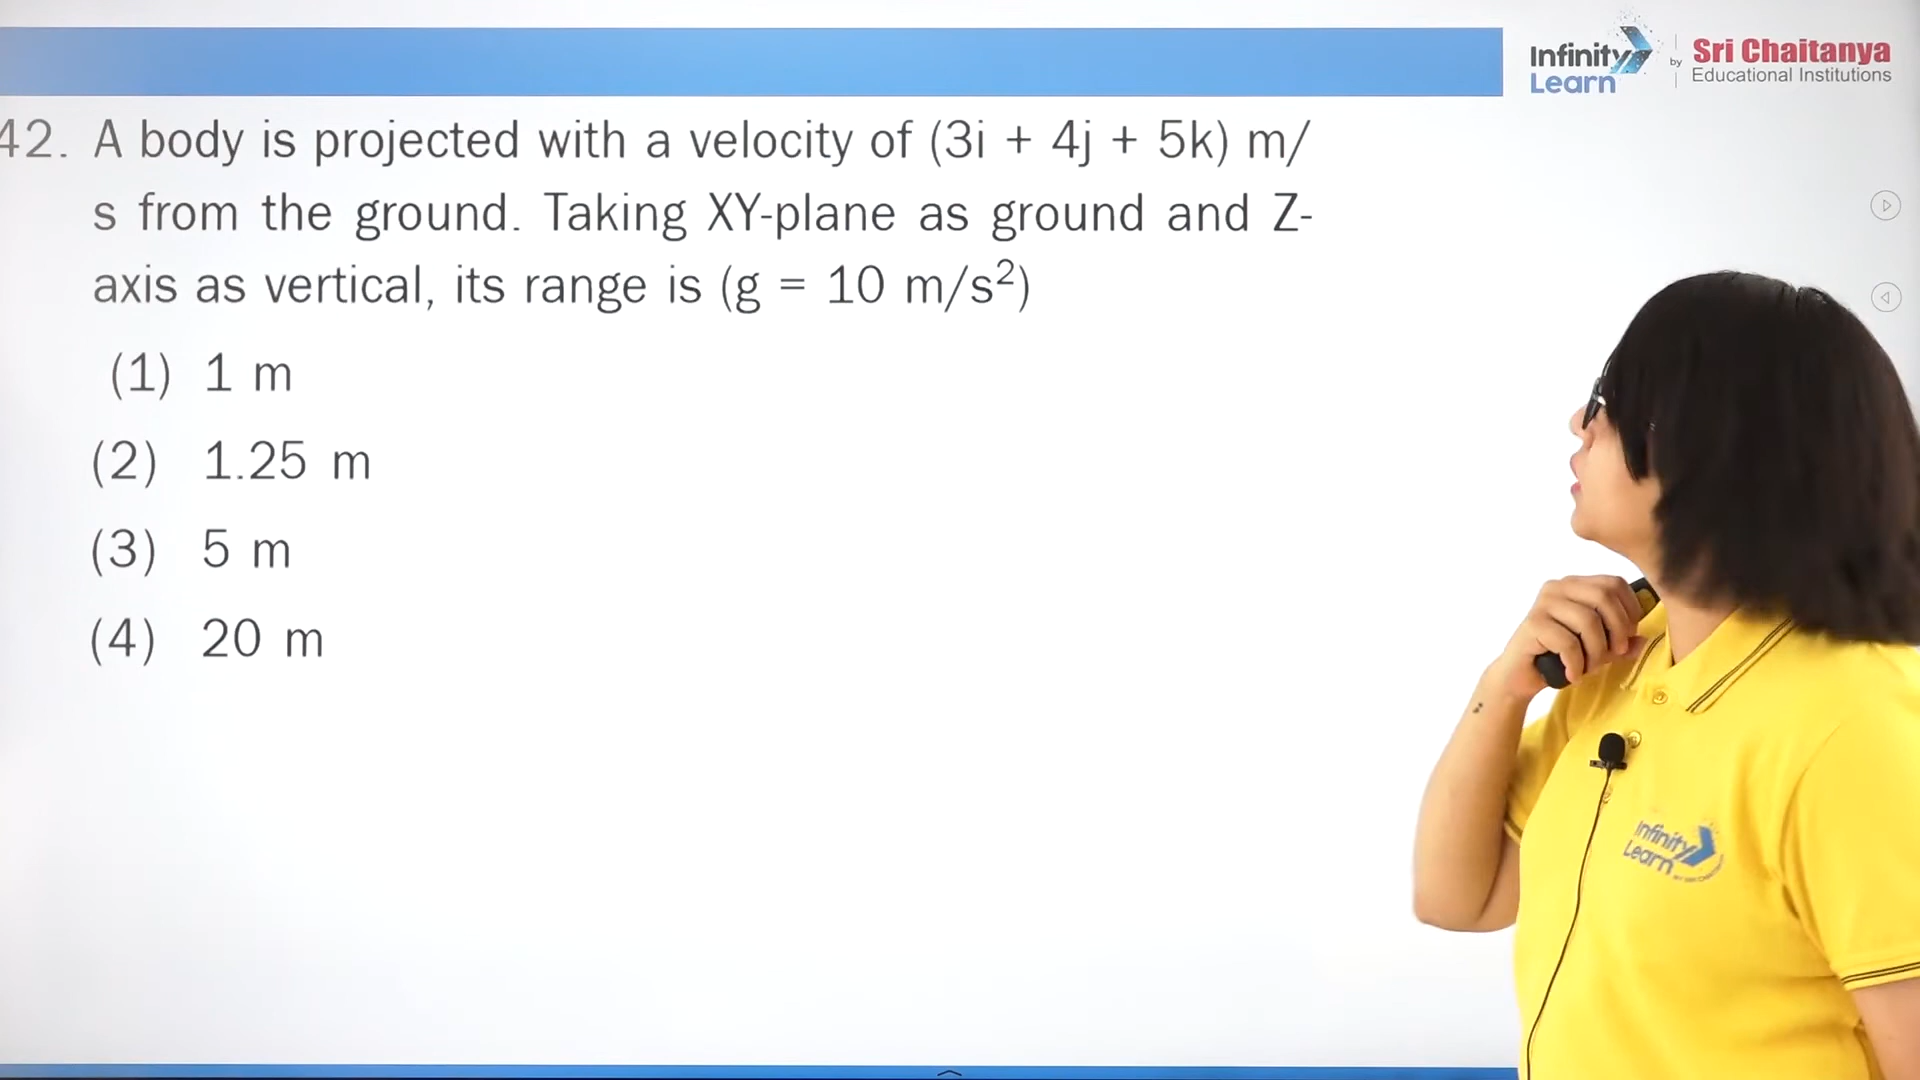 Infinity
Learn
by
Sri Chaitanya
Educational Institutions
42. A body is projected with a velocity of (3i + 4j + 5k) m/
s from the ground. Taking XY-plane as ground and Z-
axis as vertical, its range is (g = 10 m/s²)
(1) 1 m
(2) 1.25 m
(3) 5 m
(4) 20 m
Infinity
Learn